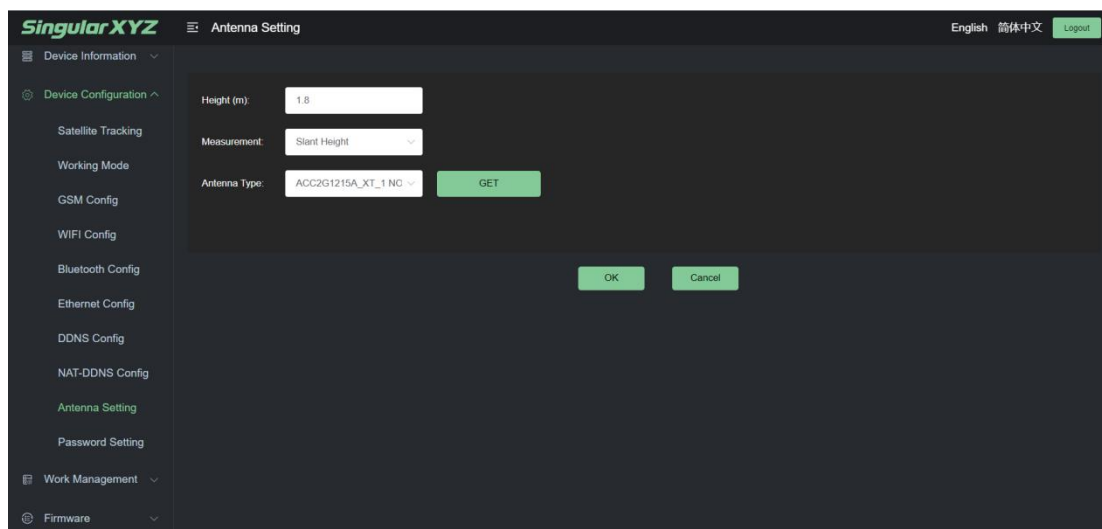 SingularXYZ
Antenna Setting
English 简体中文 Logout
Device Information
Device Configuration
Satellite Tracking
Working Mode
GSM Config
WIFI Config
Bluetooth Config
Ethernet Config
DDNS Config
NAT-DDNS Config
Antenna Setting
Password Setting
Work Management
Firmware
Height (m): 1.8
Measurement: Slant Height
Antenna Type: ACC2G1215A_XT_1 NO GET
OK Cancel